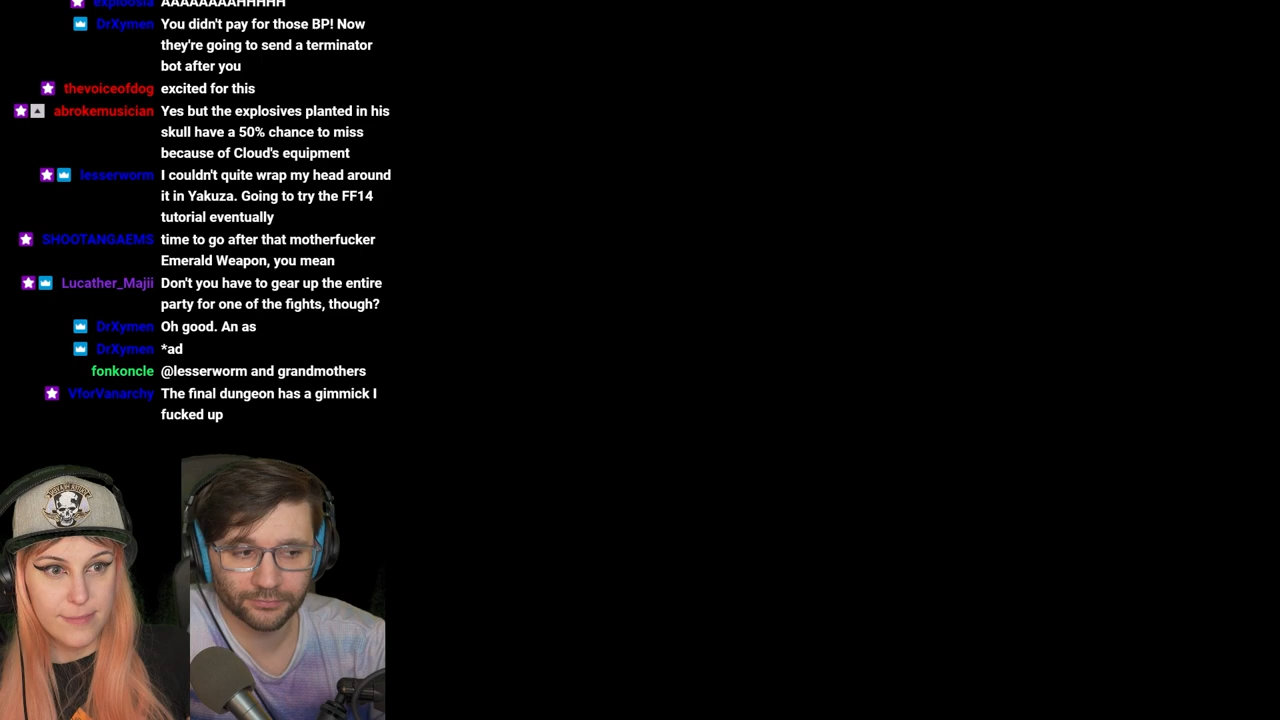 exploosia AAAAAAAAHHHHH
DrXymen You didn't pay for those BP! Now
they're going to send a terminator
bot after you
thevoiceofdog excited for this
abrokemusician Yes but the explosives planted in his
skull have a 50% chance to miss
because of Cloud's equipment
lesserworm I couldn't quite wrap my head around
it in Yakuza. Going to try the FF14
tutorial eventually
SHOOTANGAEMS time to go after that motherfucker
Emerald Weapon, you mean
Lucather_Majii Don't you have to gear up the entire
party for one of the fights, though?
DrXymen Oh good. An as
DrXymen *ad
fonkoncle @lesserworm and grandmothers
VforVanarchy The final dungeon has a gimmick I
fucked up